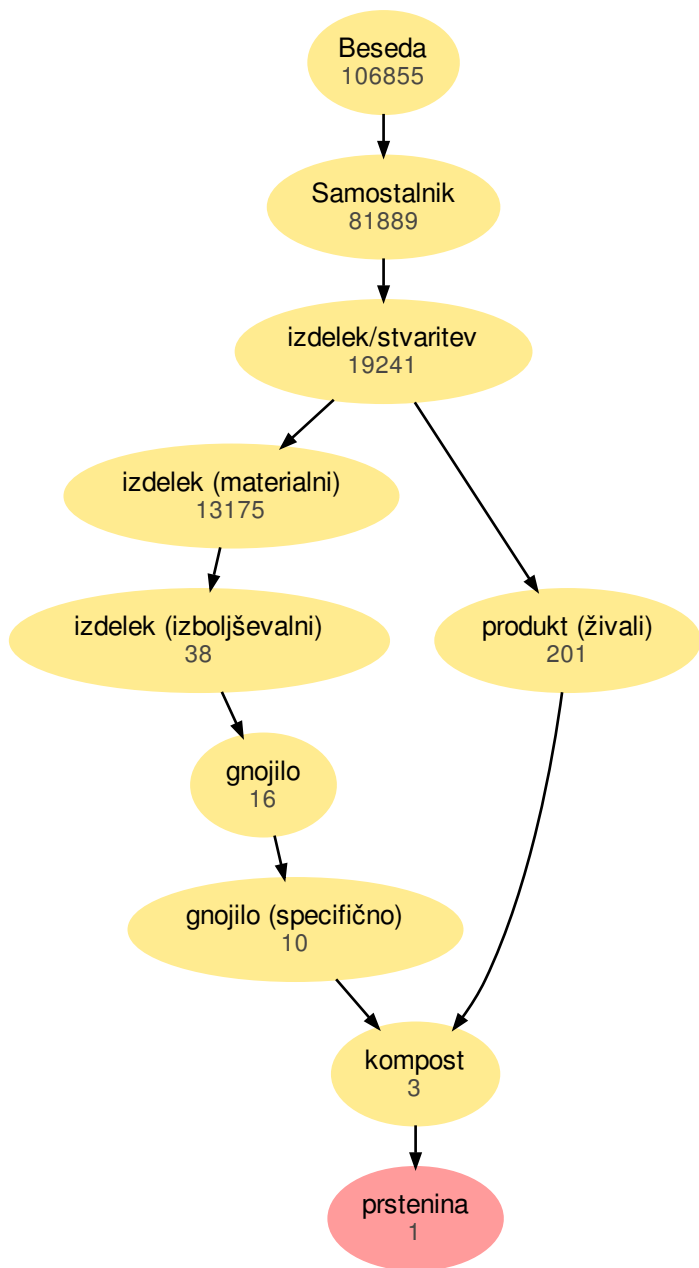 Beseda
106855
Samostalnik
81889
izdelek/stvaritev
19241
izdelek (materialni)
13175
izdelek (izboljševalni)
38
produkt (živali)
201
gnojilo
16
gnojilo (specifično)
10
kompost
3
prstenina
1